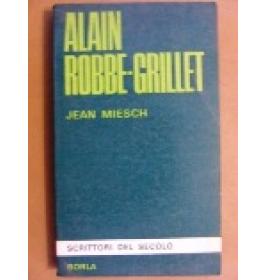 ALAIN
ROBBE-GRILLET
JEAN MIESCH
SCRITTORI DEL SECOLO
BORLA